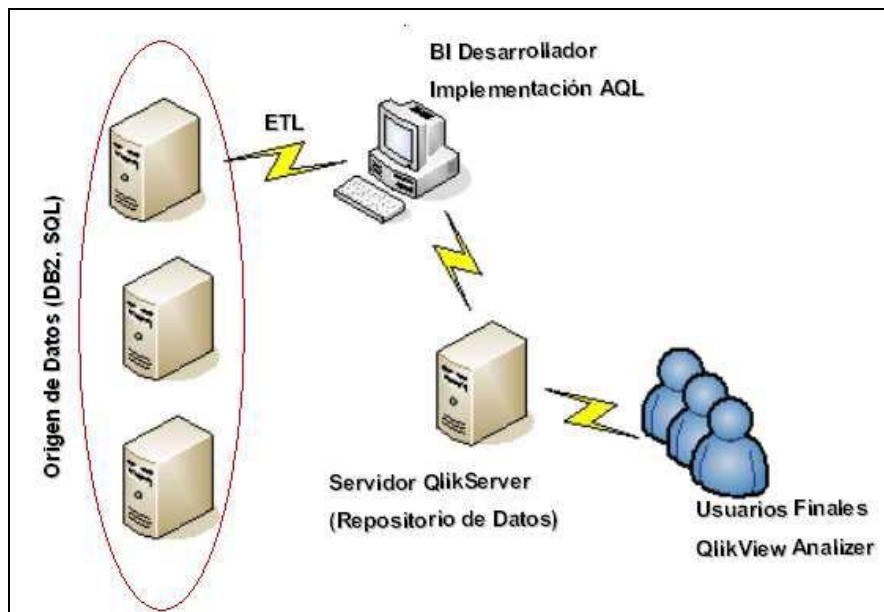 BI Desarrollador
Implementación AQL
ETL
Origen de Datos (DB2, SQL)
Servidor QlikServer
(Repositorio de Datos)
Usuarios Finales
QlikView Analizer